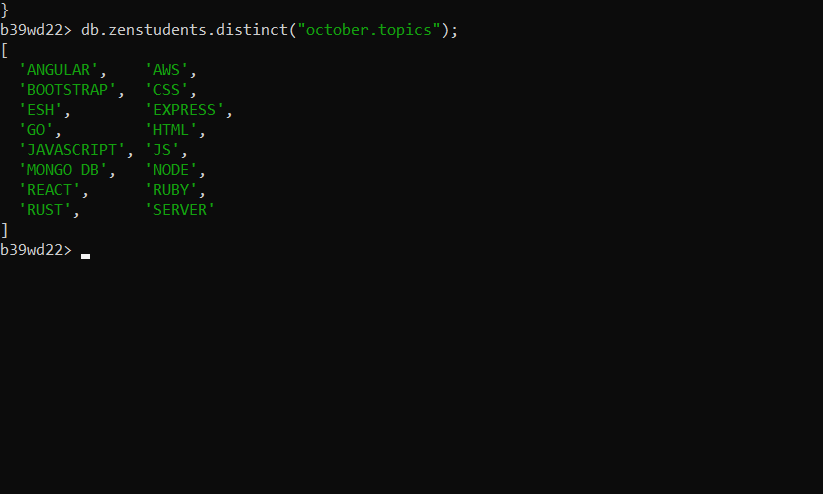 }
b39wd22> db.zenstudents.distinct("october.topics");
[
  'ANGULAR',    'AWS',
  'BOOTSTRAP',  'CSS',
  'ESH',        'EXPRESS',
  'GO',         'HTML',
  'JAVASCRIPT', 'JS',
  'MONGO DB',   'NODE',
  'REACT',      'RUBY',
  'RUST',       'SERVER'
]
b39wd22>